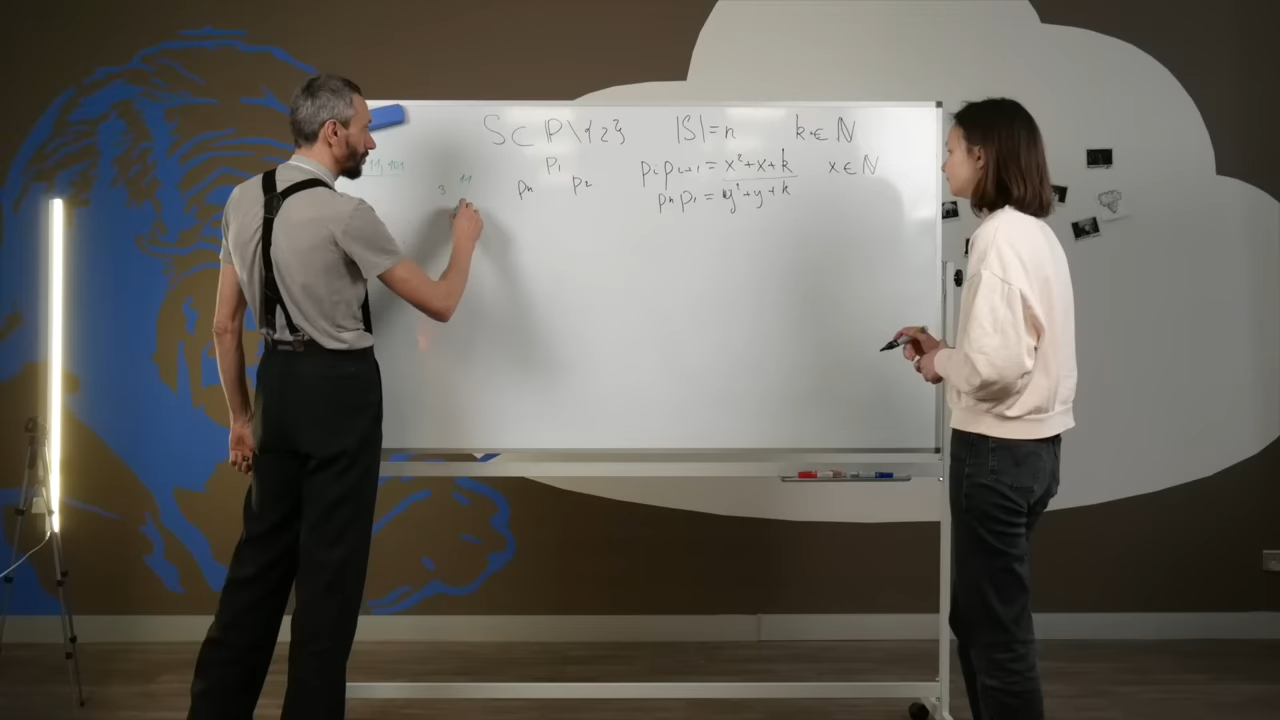 S⊂ℙ\{2} |S|=n k∈ℕ
p₁
pᵢpᵢ₊₁ = x²+x+k x∈ℕ
pₙ p₂
pₙp₁ = y²+y+k
3 11